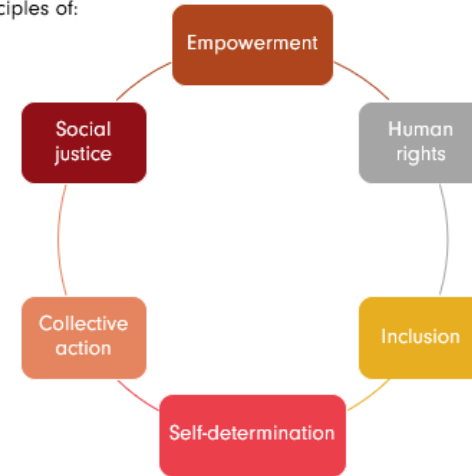 ciples of:
Empowerment
Social
justice
Human
rights
Collective
action
Inclusion
Self-determination